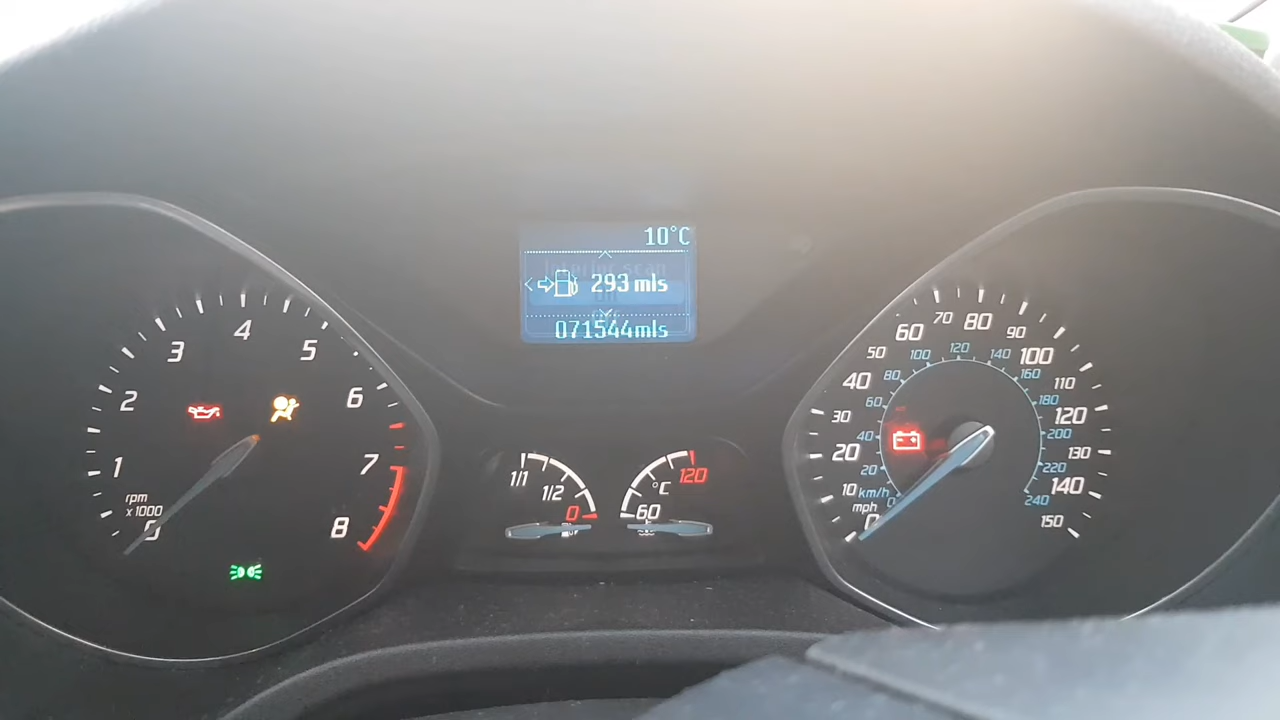 10°C
293 mls
071544mls
1 2 3 4 5 6 7 8
rpm
x1000
0
1/1 1/2 0
°C
60 120
0 10 20 30 40 50 60 70 80 90 100 110 120 130 140 150
km/h
mph
0 20 40 60 80 100 120 140 160 180 200 220 240